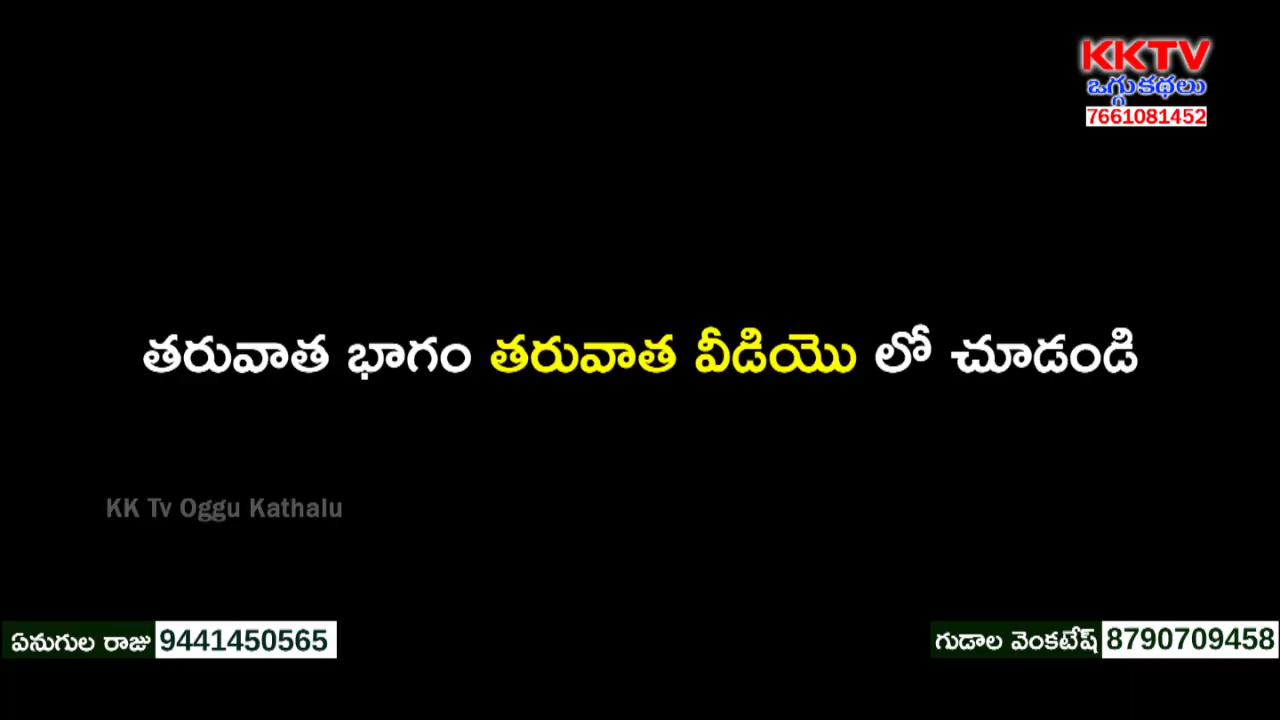 KKTV
ఒగ్గుకథలు
7661081452
తరువాత భాగం తరువాత వీడియొ లో చూడండి
KK Tv Oggu Kathalu
ఏనుగుల రాజు 9441450565
గుడాల వెంకటేష్ 8790709458